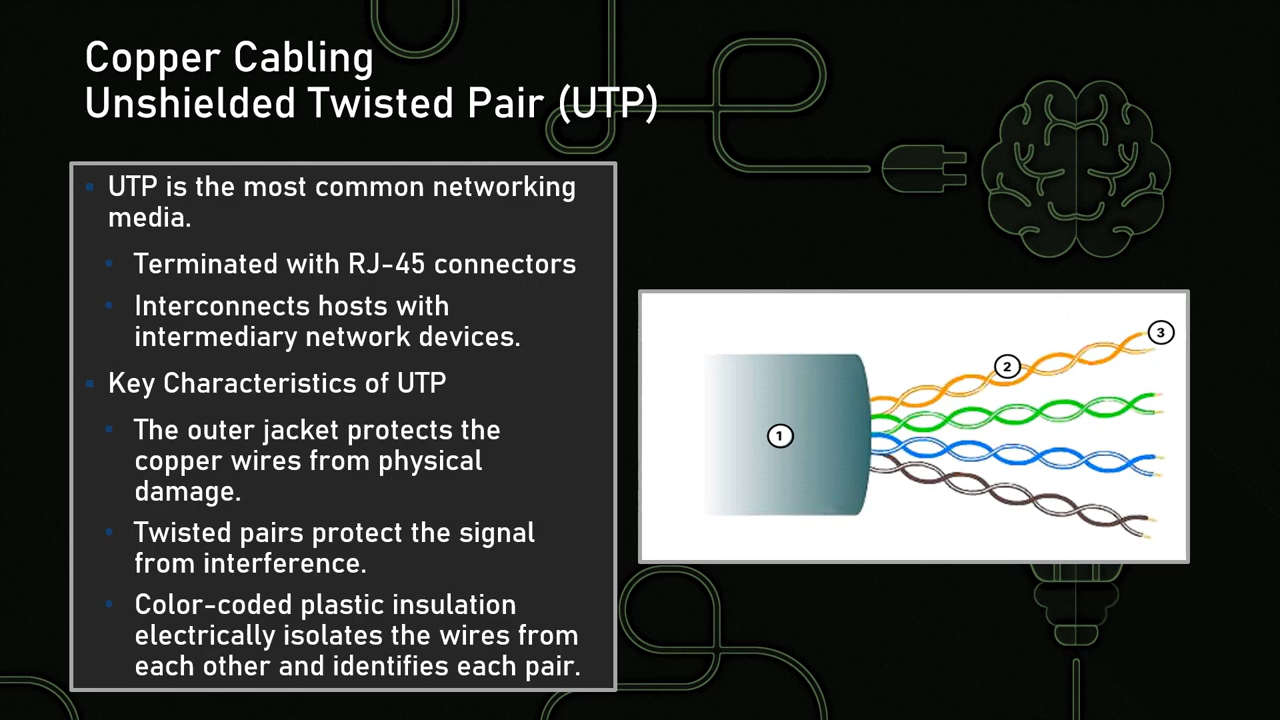 Copper Cabling
Unshielded Twisted Pair (UTP)
UTP is the most common networking
media.
Terminated with RJ-45 connectors
Interconnects hosts with
intermediary network devices.
Key Characteristics of UTP
The outer jacket protects the
copper wires from physical
damage.
Twisted pairs protect the signal
from interference.
Color-coded plastic insulation
electrically isolates the wires from
each other and identifies each pair.
1
2
3